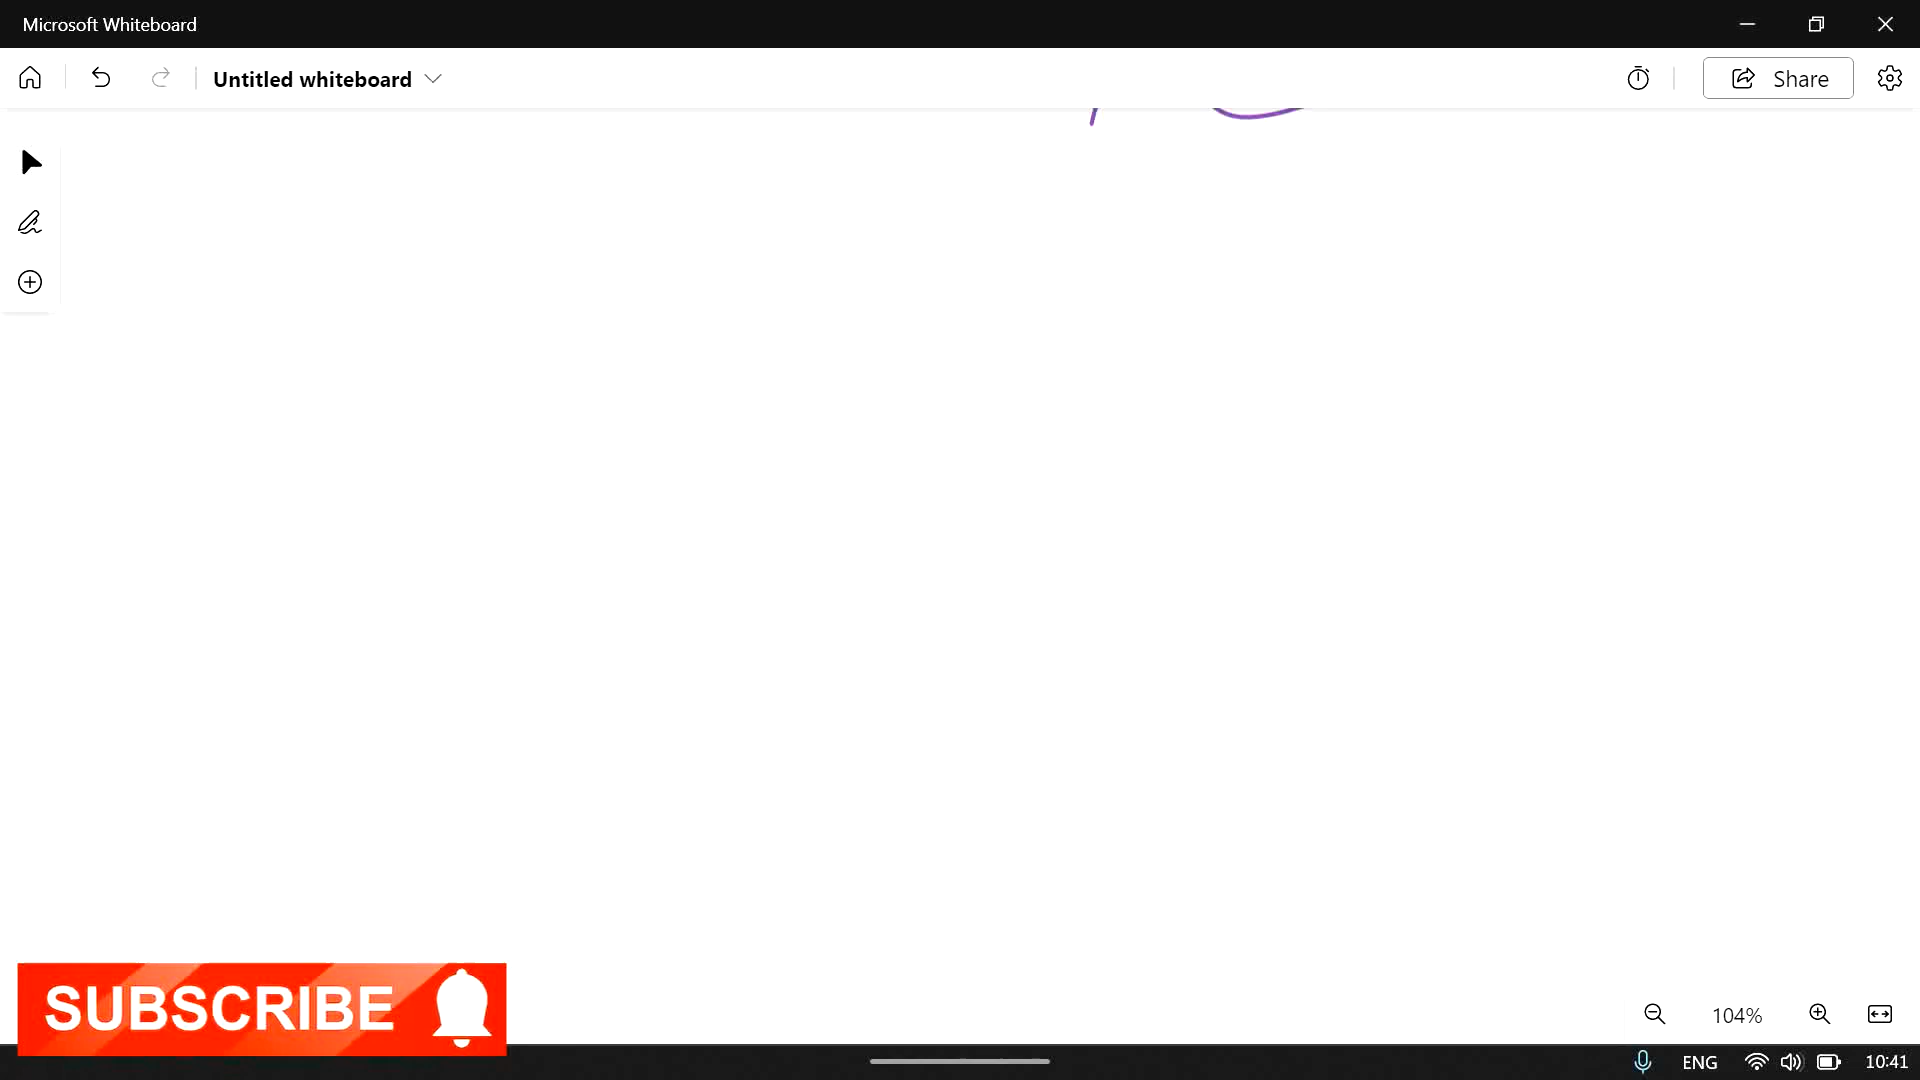 Microsoft Whiteboard
Untitled whiteboard
Share
SUBSCRIBE
104%
ENG
10:41